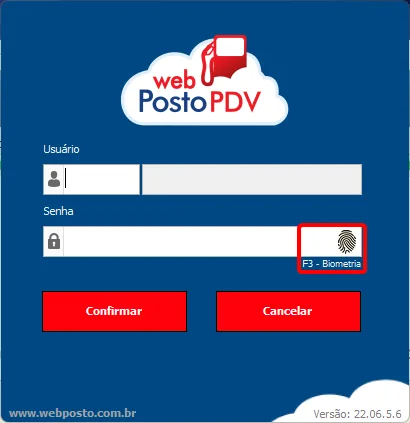 web
PostoPDV
Usuário
Senha
F3 - Biometria
Confirmar
Cancelar
www.webposto.com.br
Versão: 22.06.5.6